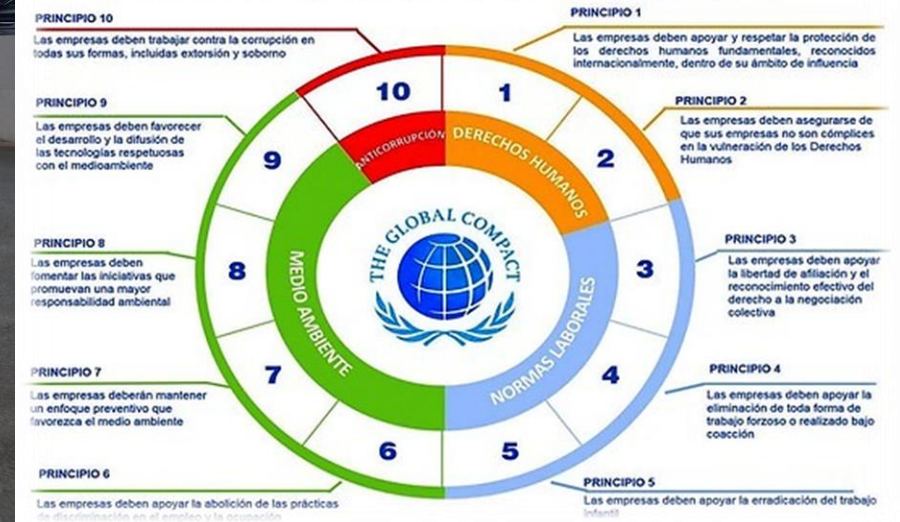 PRINCIPIO 1
Las empresas deben apoyar y respetar la protección de
los derechos humanos fundamentales, reconocidos
internacionalmente, dentro de su ámbito de influencia
PRINCIPIO 2
Las empresas deben asegurarse de
que sus empresas no son cómplices
en la vulneración de los Derechos
Humanos
PRINCIPIO 3
Las empresas deben apoyar
la libertad de afiliación y el
reconocimiento efectivo del
derecho a la negociación
colectiva
PRINCIPIO 4
Las empresas deben apoyar la
eliminación de toda forma de
trabajo forzoso o realizado bajo
coacción
PRINCIPIO 5
Las empresas deben apoyar la erradicación del trabajo
infantil
PRINCIPIO 6
Las empresas deben apoyar la abolición de las prácticas
de discriminación en el empleo y la ocupación
PRINCIPIO 7
Las empresas deberán mantener
un enfoque preventivo que
favorezca el medio ambiente
PRINCIPIO 8
Las empresas deben
fomentar las iniciativas que
promuevan una mayor
responsabilidad ambiental
PRINCIPIO 9
Las empresas deben favorecer
el desarrollo y la difusión de
las tecnologías respetuosas
con el medioambiente
PRINCIPIO 10
Las empresas deben trabajar contra la corrupción en
todas sus formas, incluidas extorsión y soborno
1
2
3
4
5
6
7
8
9
10
DERECHOS HUMANOS
NORMAS LABORALES
MEDIO AMBIENTE
ANTICORRUPCIÓN
THE GLOBAL COMPACT